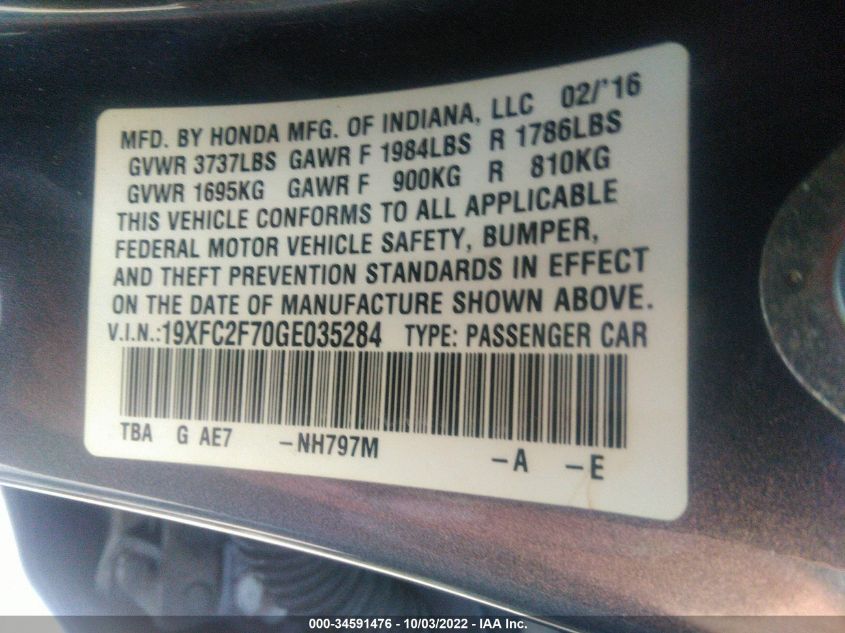 MFD. BY HONDA MFG. OF INDIANA, LLC 02/'16
GVWR 3737LBS GAWR F 1984LBS R 1786LBS
GVWR 1695KG GAWR F 900KG R 810KG
THIS VEHICLE CONFORMS TO ALL APPLICABLE
FEDERAL MOTOR VEHICLE SAFETY, BUMPER,
AND THEFT PREVENTION STANDARDS IN EFFECT
ON THE DATE OF MANUFACTURE SHOWN ABOVE.
V.I.N.:19XFC2F70GE035284 TYPE: PASSENGER CAR
TBA G AE7 -NH797M -A -E
000-34591476 - 10/03/2022 - IAA Inc.